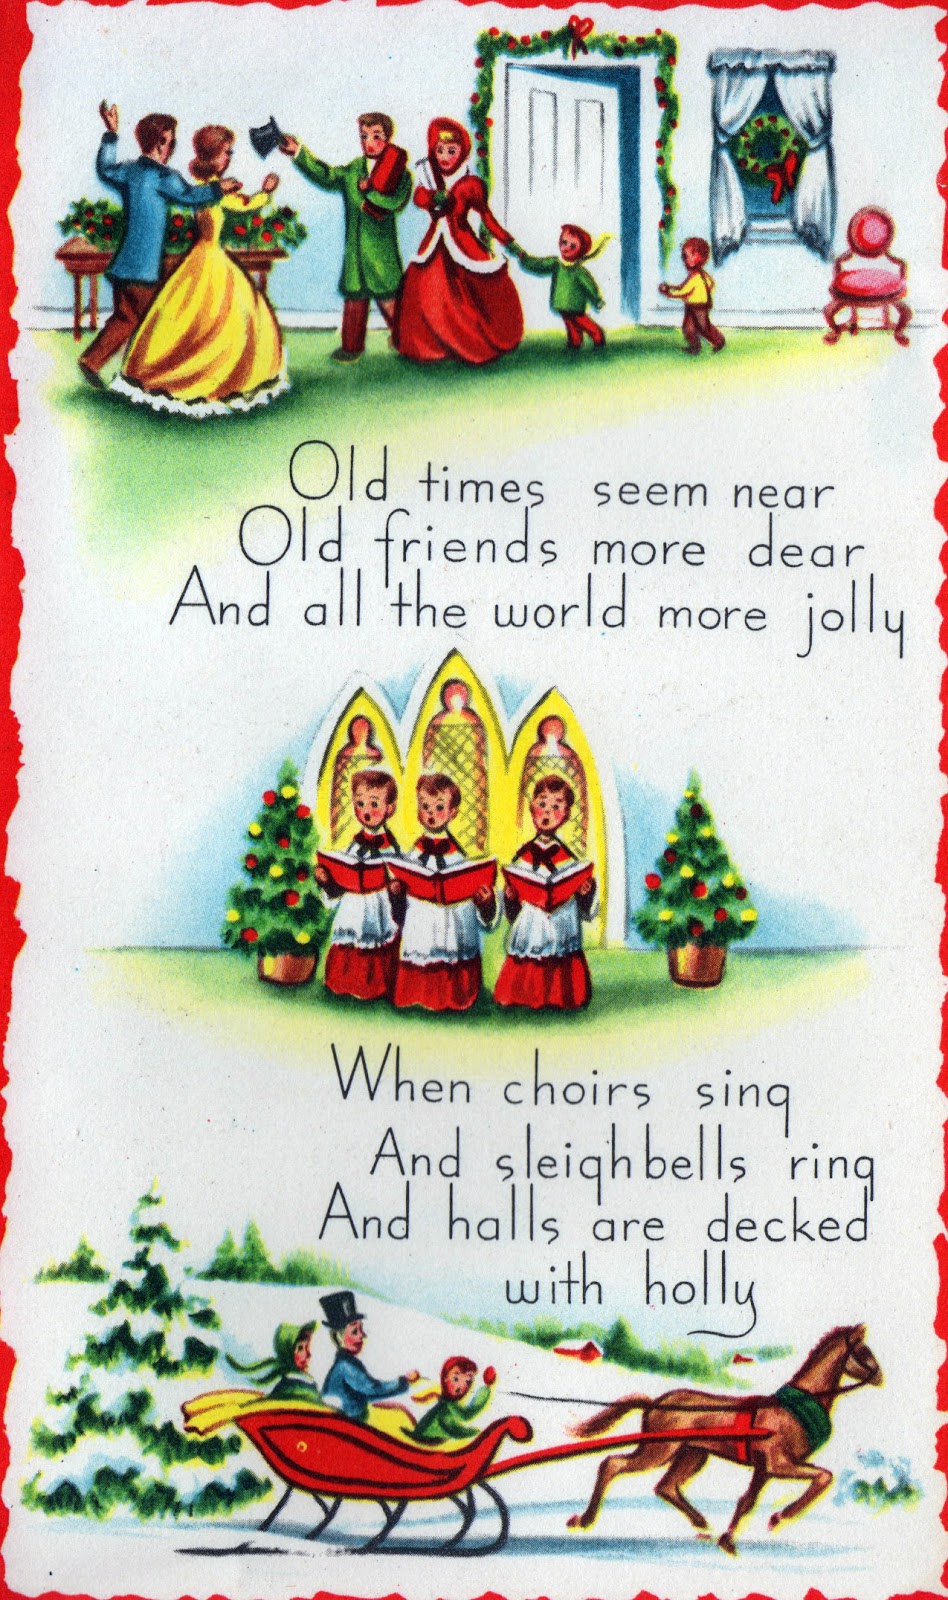 Old times seem near
Old friends more dear
And all the world more jolly
When choirs sing
And sleighbells ring
And halls are decked
with holly